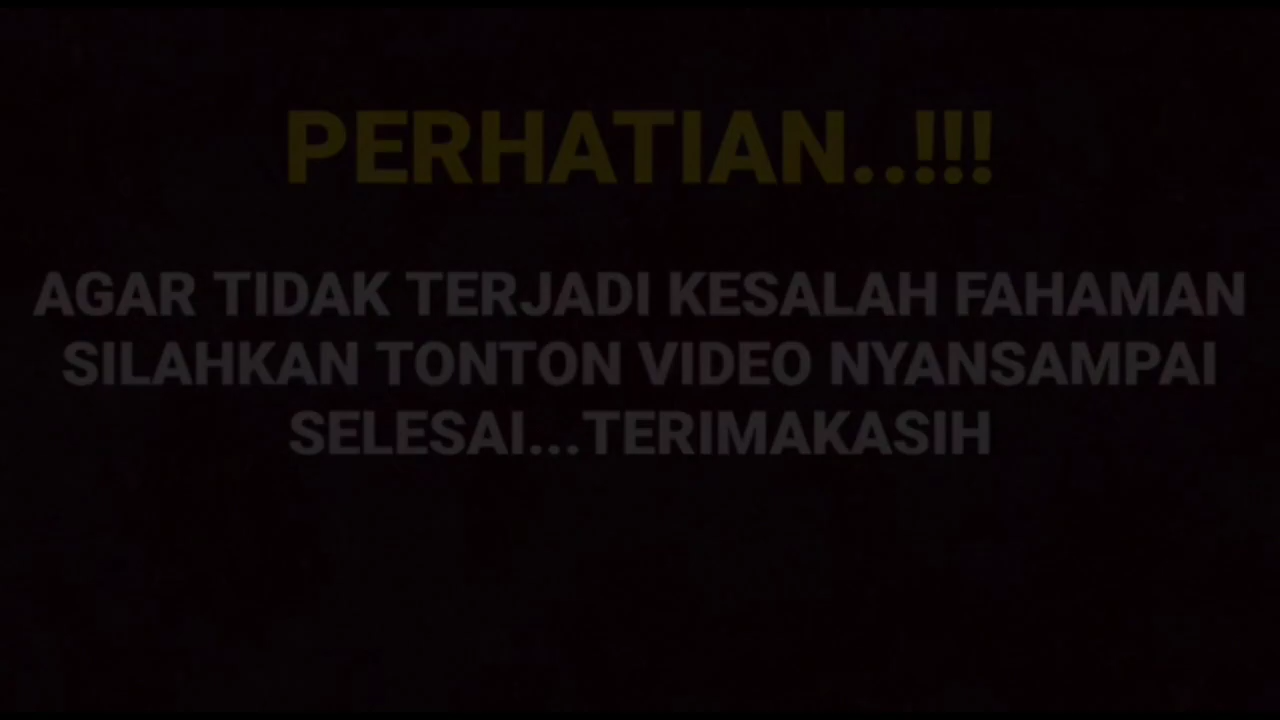 PERHATIAN..!!!
AGAR TIDAK TERJADI KESALAH FAHAMAN
SILAHKAN TONTON VIDEO NYANSAMPAI
SELESAI...TERIMAKASIH